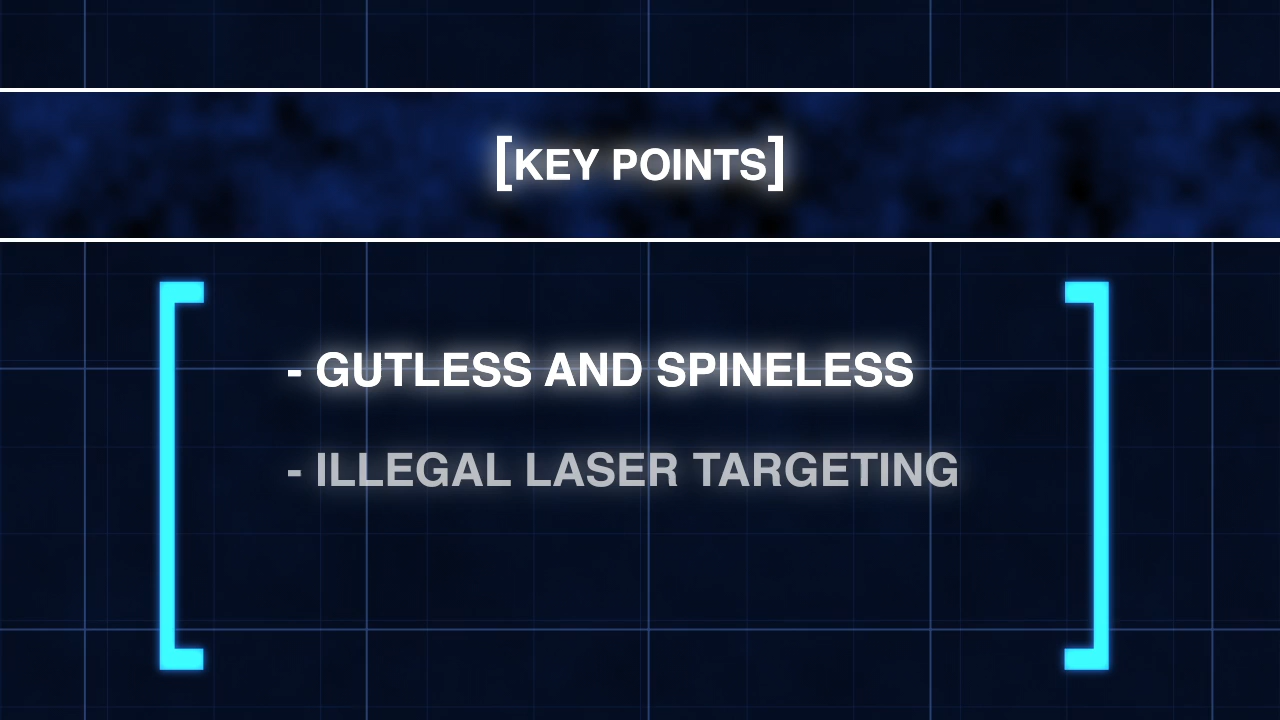 [KEY POINTS]
- GUTLESS AND SPINELESS
- ILLEGAL LASER TARGETING